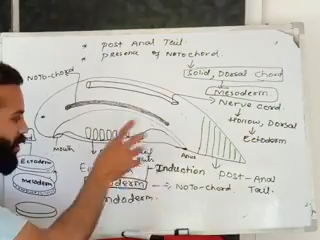 * Post Anal Tail.
* presence of Notochord
Noto-chord
Solid, Dorsal Chord
Mesoderm
Nerve cord.
Hollow, Dorsal
Ectoderm
Mouth
Anus
Ectoderm
Mesoderm
Induction
Post-Anal
Tail.
Noto-chord
Endoderm.